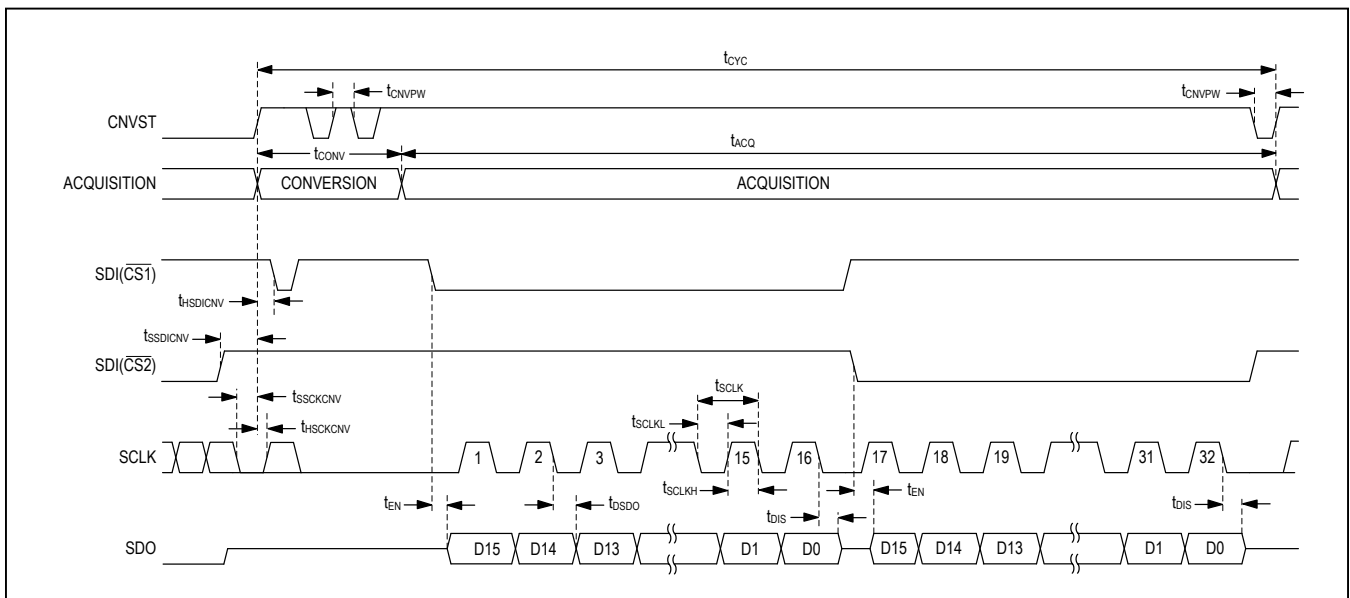 tCYC
tCNVPW
tCNVPW
CNVST
tCONV
tACQ
ACQUISITION
CONVERSION
ACQUISITION
SDI(C̅S̅1̅)
tHSDICNV
tSSDICNV
SDI(C̅S̅2̅)
tSSCKCNV
tSCLK
tHSCKCNV
tSCLKL
SCLK
1 2 3 15 16 17 18 19 31 32
tSCLKH
tEN
tDSDO
tDIS
tEN
tDIS
SDO
D15 D14 D13 D1 D0 D15 D14 D13 D1 D0